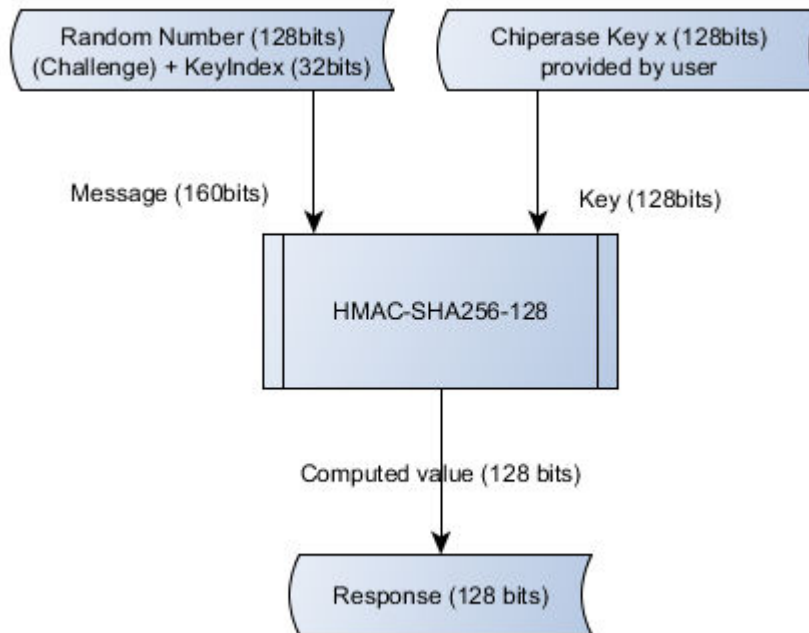 Random Number (128bits)
(Challenge) + KeyIndex (32bits)
Chiperase Key x (128bits)
provided by user
Message (160bits)
Key (128bits)
HMAC-SHA256-128
Computed value (128 bits)
Response (128 bits)